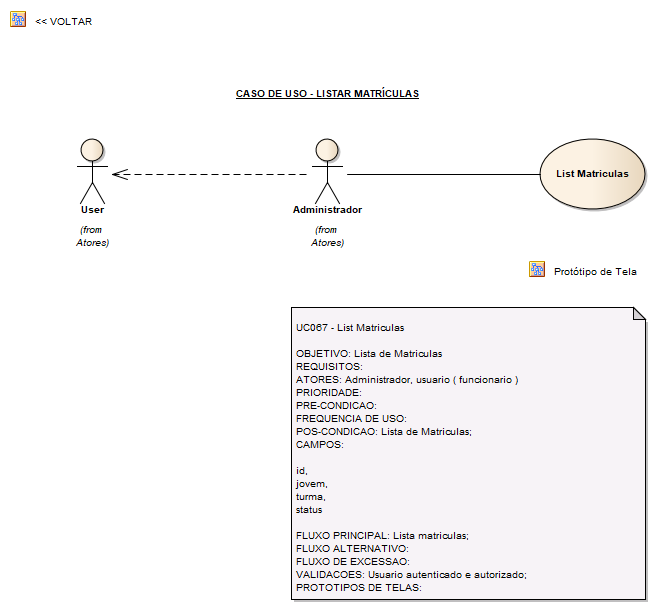 << VOLTAR
CASO DE USO - LISTAR MATRÍCULAS
User
(from
Atores)
Administrador
(from
Atores)
List Matriculas
Protótipo de Tela
UC067 - List Matriculas
OBJETIVO: Lista de Matriculas
REQUISITOS:
ATORES: Administrador, usuario ( funcionario )
PRIORIDADE:
PRE-CONDICAO:
FREQUENCIA DE USO:
POS-CONDICAO: Lista de Matriculas;
CAMPOS:
id,
jovem,
turma,
status
FLUXO PRINCIPAL: Lista matriculas;
FLUXO ALTERNATIVO:
FLUXO DE EXCESSAO:
VALIDACOES: Usuario autenticado e autorizado;
PROTOTIPOS DE TELAS: